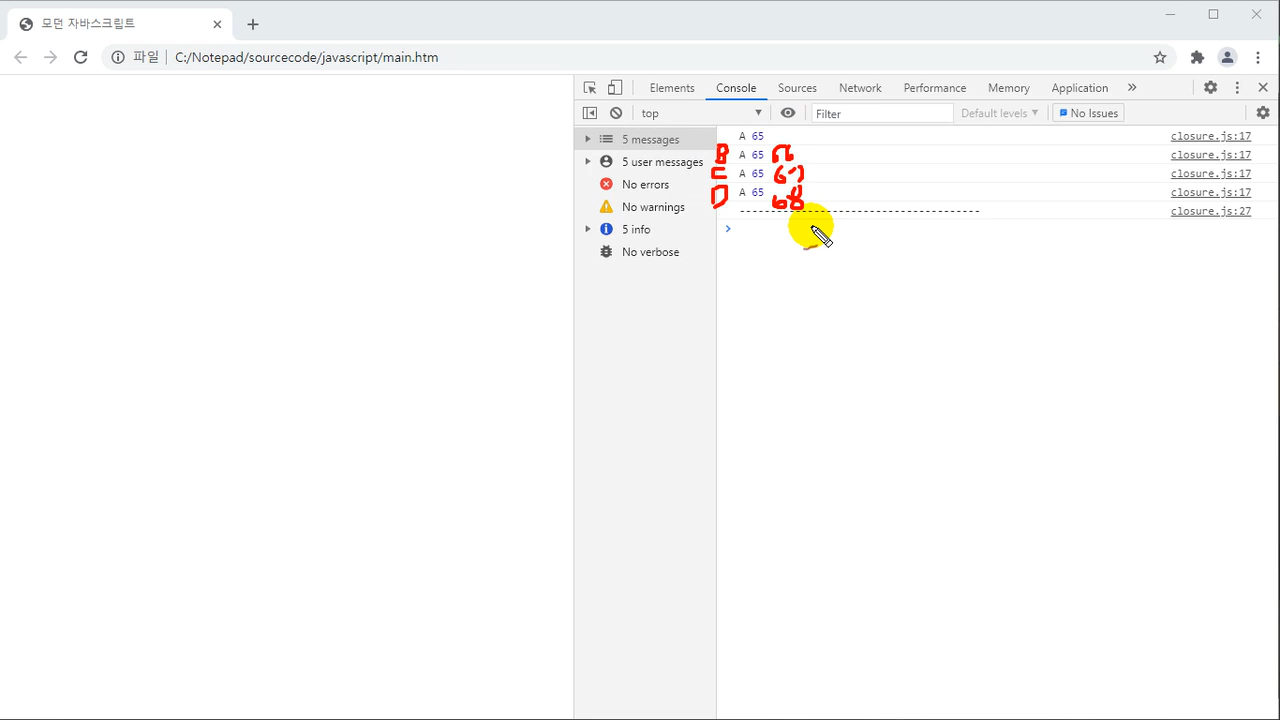 모던 자바스크립트
파일 C:/Notepad/sourcecode/javascript/main.htm
Elements Console Sources Network Performance Memory Application
top Filter Default levels No Issues
5 messages
5 user messages
No errors
No warnings
5 info
No verbose
A 65 closure.js:17
B A 65 66 closure.js:17
C A 65 67 closure.js:17
D A 65 68 closure.js:17
---------------------------------------- closure.js:27